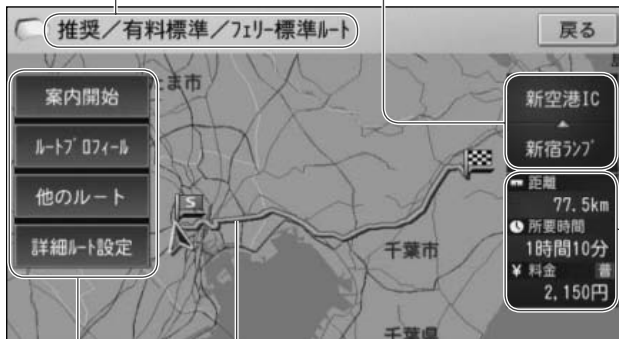 推奨／有料標準／フェリー標準ルート
戻る
案内開始
ルートプロフィール
他のルート
詳細ルート設定
たま市
S
千葉市
千葉県
新空港IC
新宿ランプ
距離
77.5km
所要時間
1時間10分
¥ 料金 普
2,150円